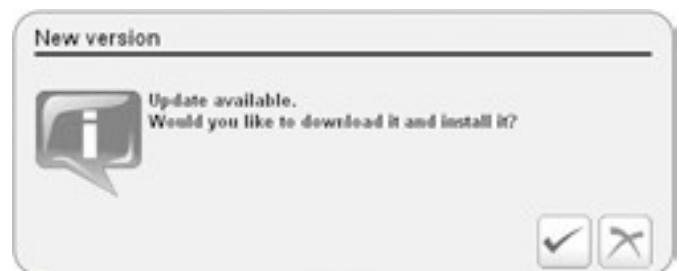 New version
Update available.
Would you like to download it and install it?